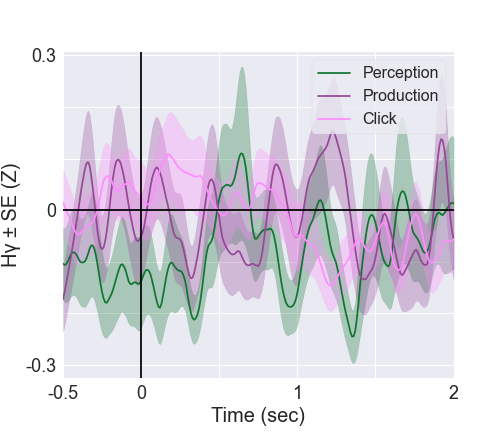 0.3
0
-0.3
Hγ ± SE (Z)
Perception
Production
Click
-0.5 0 1 2
Time (sec)